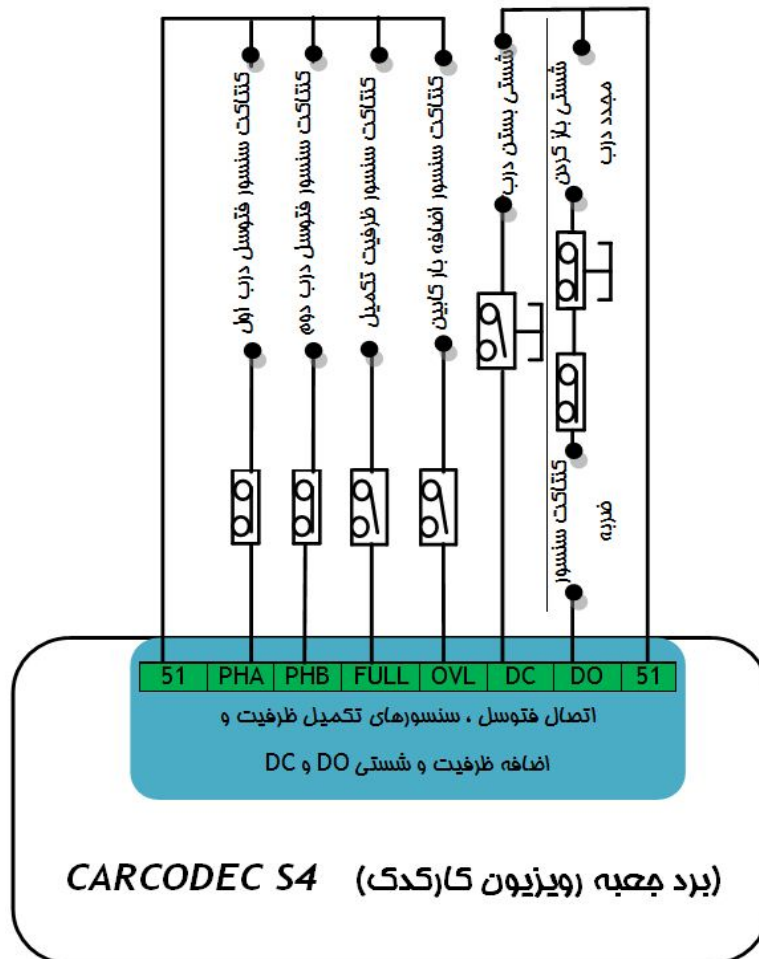 کنتاکت سنسور فتوسل درب اول
کنتاکت سنسور فتوسل درب دوم
کنتاکت سنسور ظرفیت تکمیل
کنتاکت سنسور اضافه بار کابین
شستی بستن درب
شستی باز کردن
مجدد درب
کنتاکت سنسور
ضربه
51 PHA PHB FULL OVL DC DO 51
اتصال فتوسل ، سنسورهای تکمیل ظرفیت و
اضافه ظرفیت و شستی DO و DC
(برد جعبه رویزیون کارکدک) CARCODEC S4